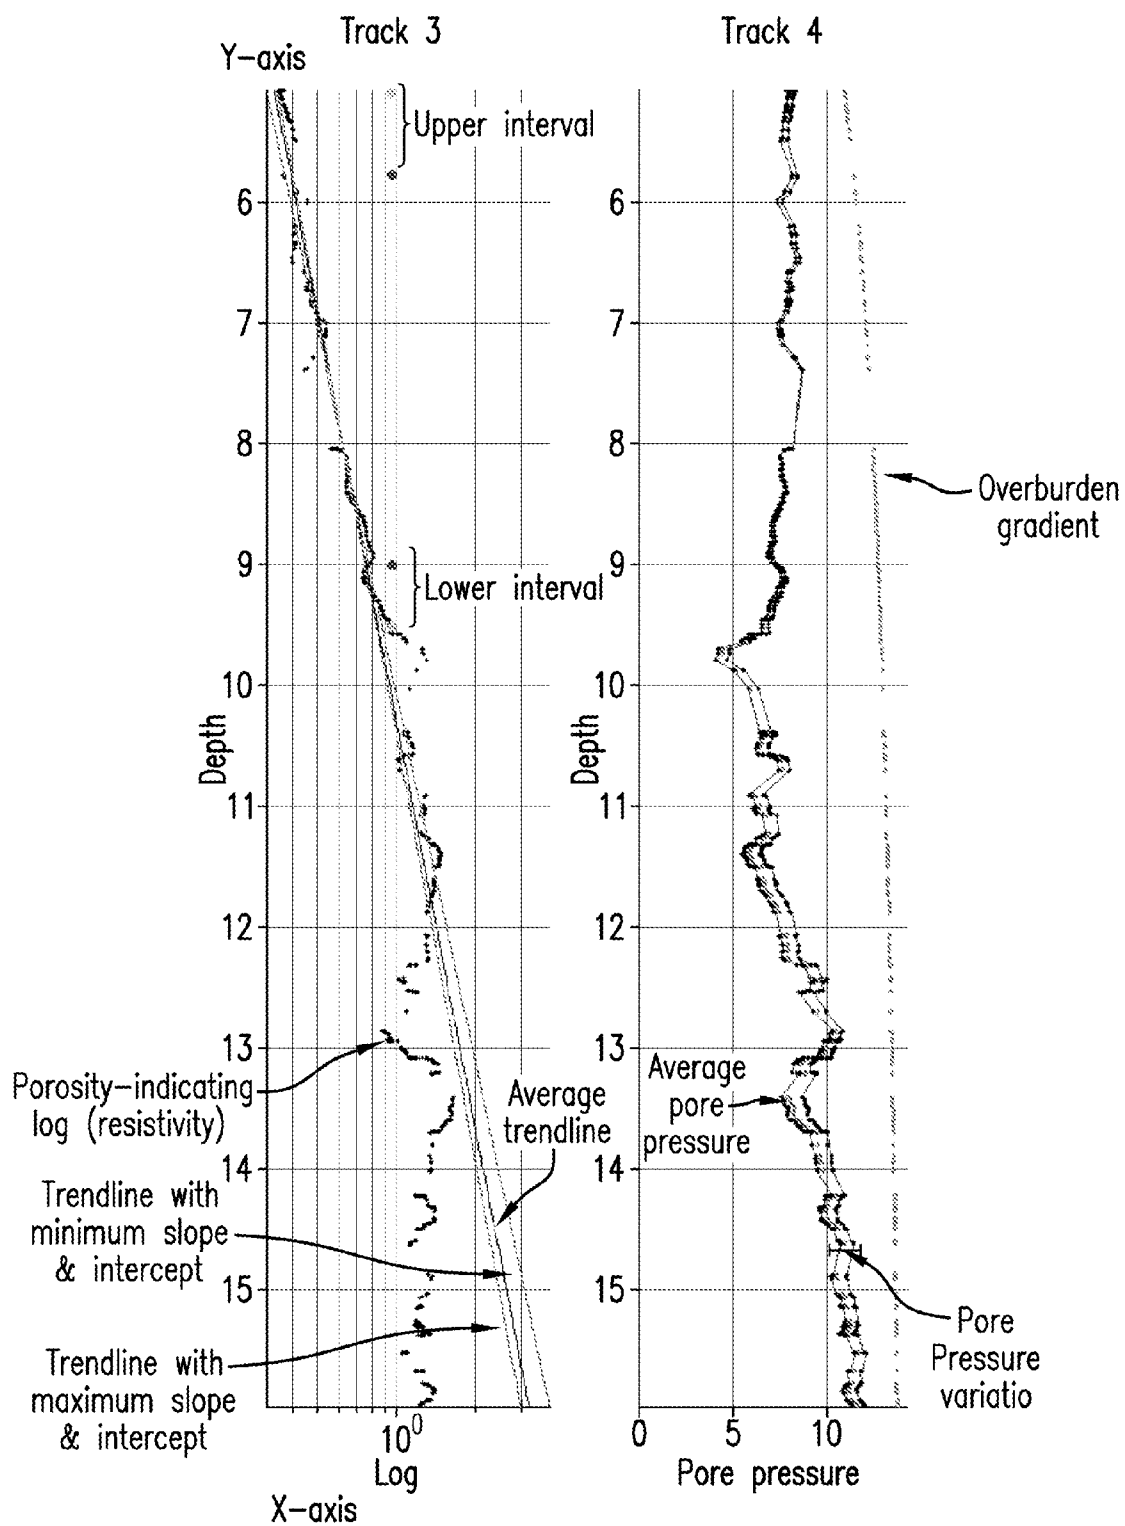 Track 3
Track 4
Y-axis
Upper interval
6
7
8
9
10
11
12
13
14
15
Depth
Lower interval
Porosity-indicating
log (resistivity)
Average
trendline
Trendline with
minimum slope
& intercept
Trendline with
maximum slope
& intercept
10⁰
Log
X-axis
6
7
8
9
10
11
12
13
14
15
Depth
Overburden
gradient
Average
pore
pressure
Pore
Pressure
variatio
0 5 10
Pore pressure